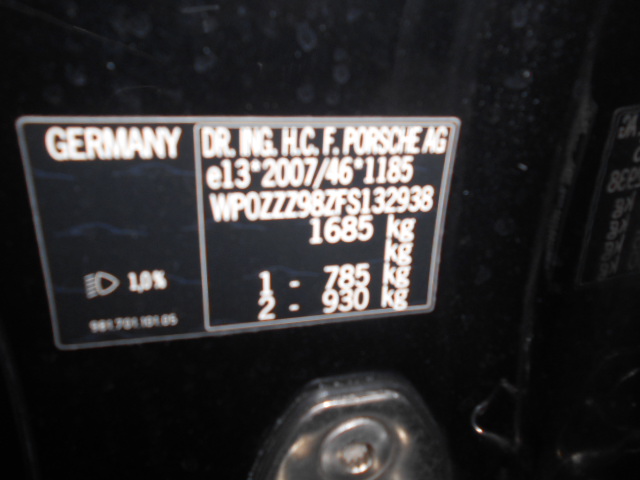 GERMANY
DR. ING. H.C. F. PORSCHE AG
e13*2007/46*1185
WP0ZZZ98ZFS132938
1685 kg
kg
1 - 785 kg
2 - 930 kg
1,0%
981.701.101.05